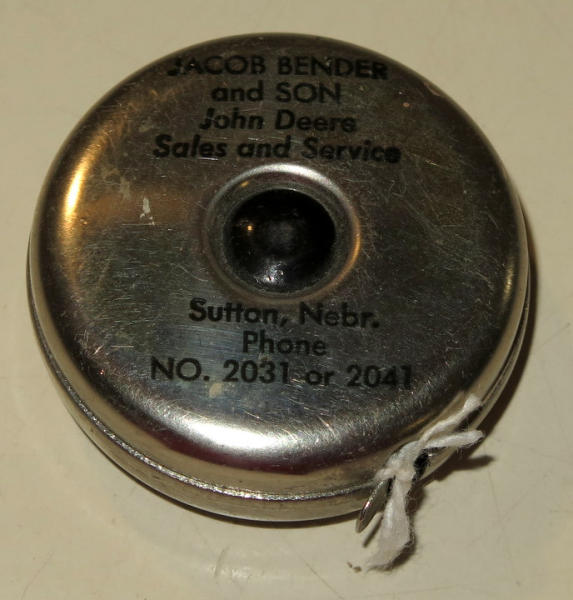 JACOB BENDER
and SON
John Deere
Sales and Service
Sutton, Nebr.
Phone
NO. 2031 or 2041